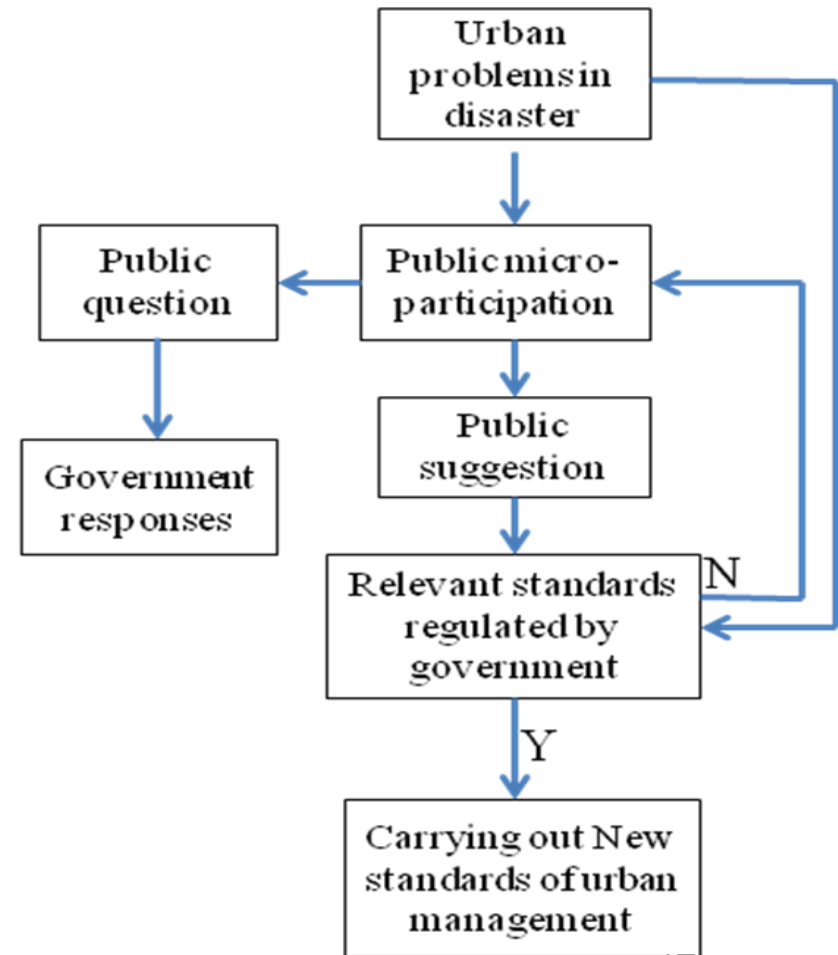 Urban
problems in
disaster
Public
question
Public micro-
participation
Government
responses
Public
suggestion
Relevant standards
regulated by
government
N
Y
Carrying out New
standards of urban
management